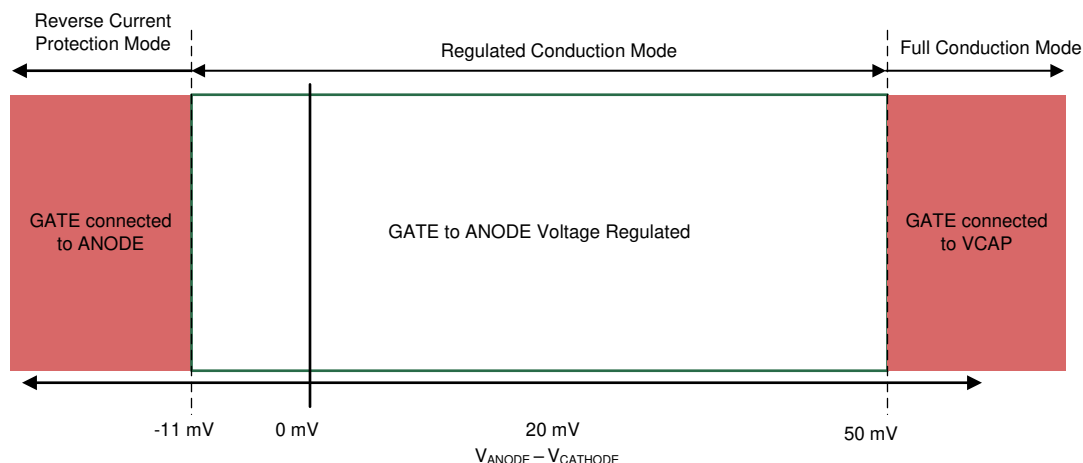 Reverse Current
Protection Mode
Regulated Conduction Mode
Full Conduction Mode
GATE connected
to ANODE
GATE to ANODE Voltage Regulated
GATE connected
to VCAP
-11 mV
0 mV
20 mV
50 mV
VANODE – VCATHODE